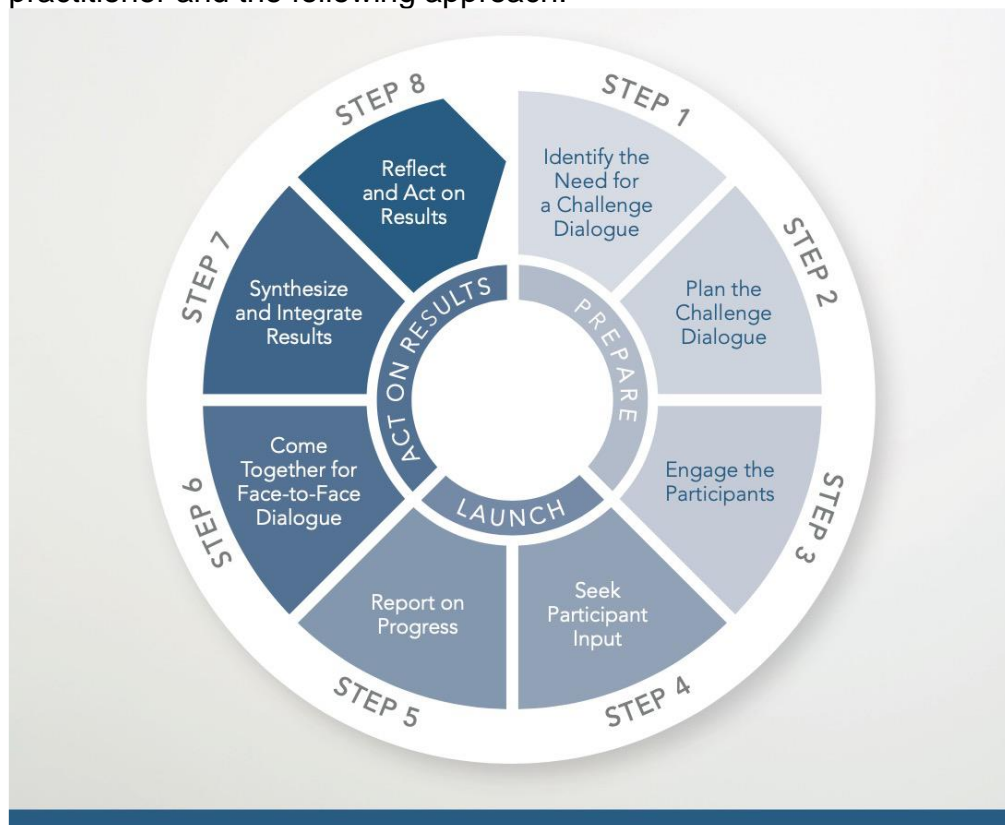 practitioner and the following approach:
STEP 1
Identify the
Need for
a Challenge
Dialogue
STEP 2
Plan the
Challenge
Dialogue
STEP 3
Engage the
Participants
STEP 4
Seek
Participant
Input
STEP 5
Report on
Progress
STEP 6
Come
Together for
Face-to-Face
Dialogue
STEP 7
Synthesize
and Integrate
Results
STEP 8
Reflect
and Act on
Results
PREPARE
LAUNCH
ACT ON RESULTS